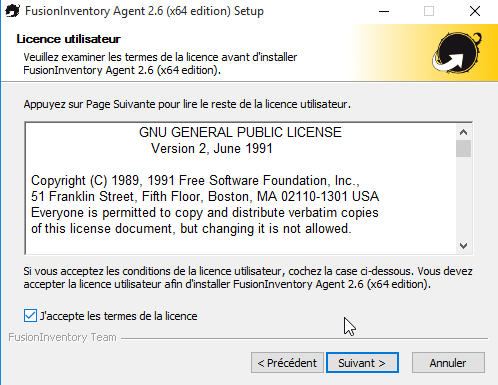 FusionInventory Agent 2.6 (x64 edition) Setup
Licence utilisateur
Veuillez examiner les termes de la licence avant d'installer
FusionInventory Agent 2.6 (x64 edition).
Appuyez sur Page Suivante pour lire le reste de la licence utilisateur.
GNU GENERAL PUBLIC LICENSE
Version 2, June 1991
Copyright (C) 1989, 1991 Free Software Foundation, Inc.,
51 Franklin Street, Fifth Floor, Boston, MA 02110-1301 USA
Everyone is permitted to copy and distribute verbatim copies
of this license document, but changing it is not allowed.
Si vous acceptez les conditions de la licence utilisateur, cochez la case ci-dessous. Vous devez
accepter la licence utilisateur afin d'installer FusionInventory Agent 2.6 (x64 edition).
J'accepte les termes de la licence
FusionInventory Team
< Précédent
Suivant >
Annuler